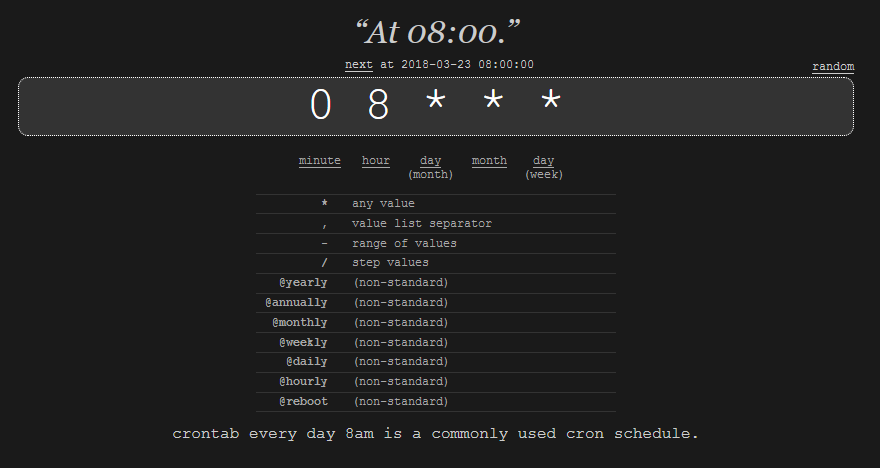 “At 08:00.”
next at 2018-03-23 08:00:00
random
0 8 * * *
minute hour day month day
(month) (week)
* any value
, value list separator
- range of values
/ step values
@yearly (non-standard)
@annually (non-standard)
@monthly (non-standard)
@weekly (non-standard)
@daily (non-standard)
@hourly (non-standard)
@reboot (non-standard)
crontab every day 8am is a commonly used cron schedule.